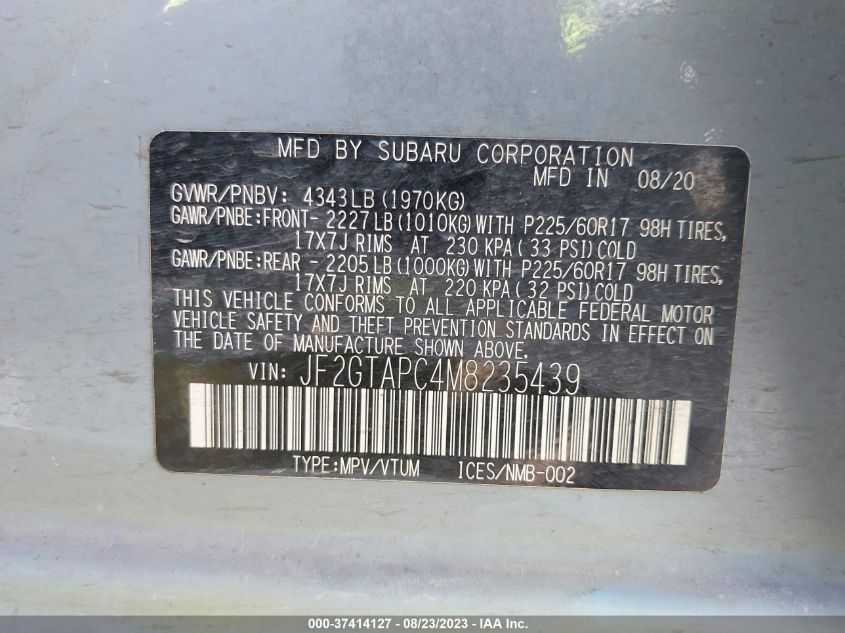 MFD BY SUBARU CORPORATION
MFD IN 08/20
GVWR/PNBV: 4343LB (1970KG)
GAWR/PNBE:FRONT- 2227LB (1010KG) WITH P225/60R17 98H TIRES,
17X7J RIMS AT 230 KPA ( 33 PSI) COLD
GAWR/PNBE:REAR - 2205LB (1000KG) WITH P225/60R17 98H TIRES,
17X7J RIMS AT 220 KPA ( 32 PSI) COLD
THIS VEHICLE CONFORMS TO ALL APPLICABLE FEDERAL MOTOR
VEHICLE SAFETY AND THEFT PREVENTION STANDARDS IN EFFECT ON
THE DATE OF MANUFACTURE SHOWN ABOVE.
VIN: JF2GTAPC4M8235439
TYPE:MPV/VTUM ICES/NMB-002
000-37414127 - 08/23/2023 - © IAA Inc.